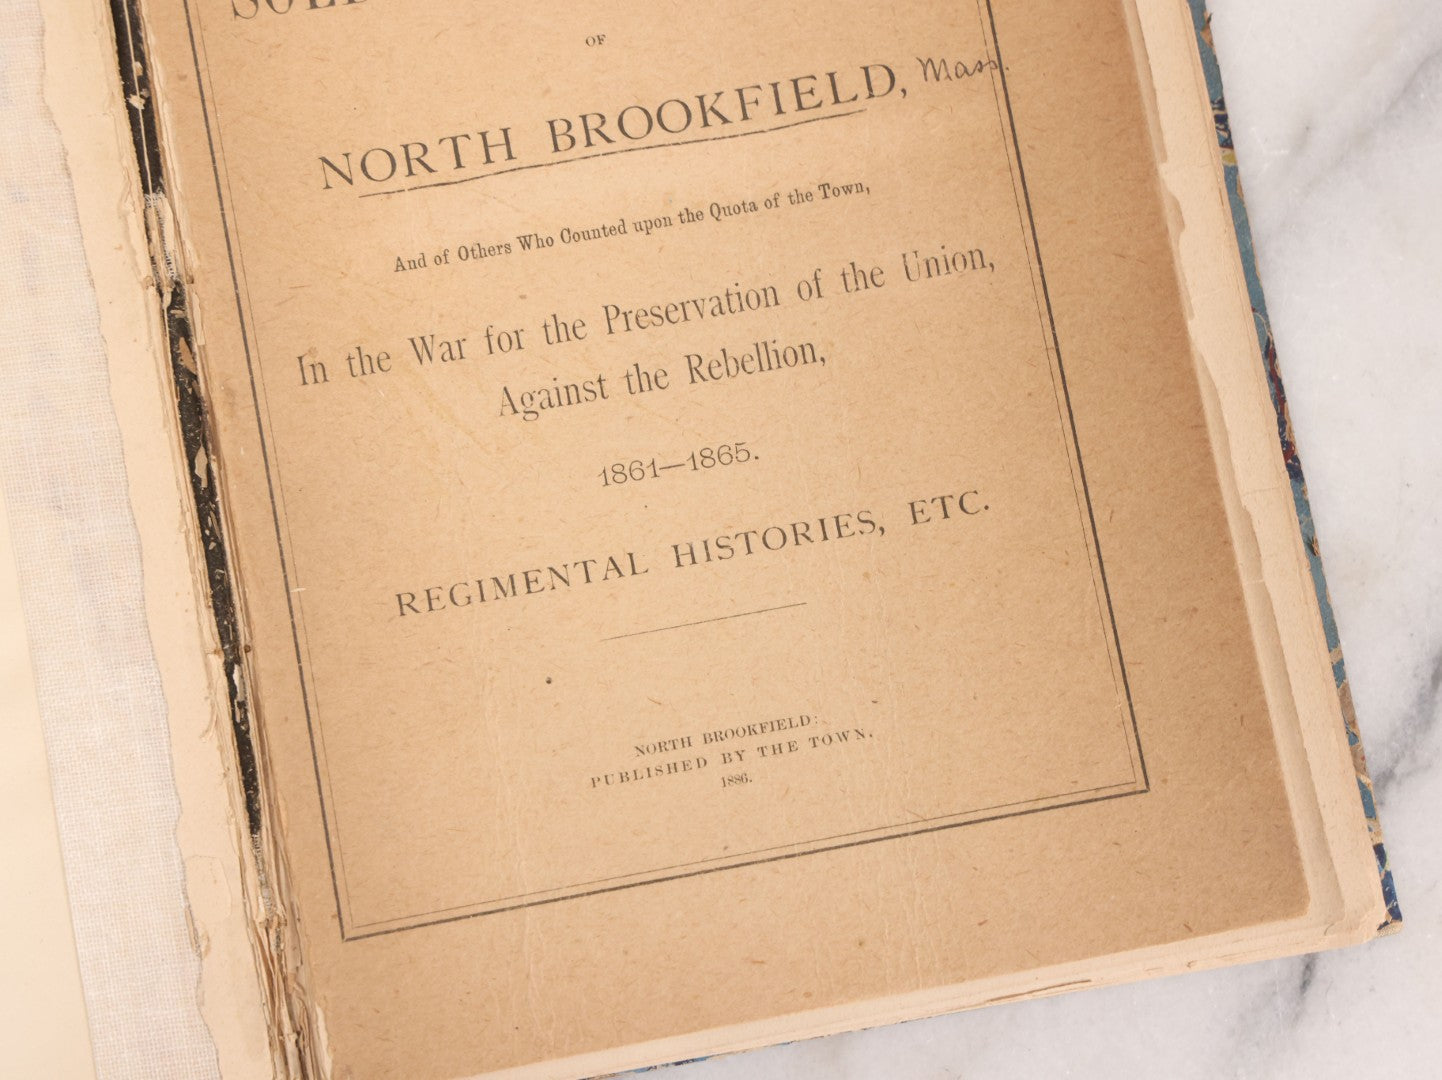 OF
NORTH BROOKFIELD, Mass.
And of Others Who Counted upon the Quota of the Town,
In the War for the Preservation of the Union,
Against the Rebellion,
1861—1865.
REGIMENTAL HISTORIES, ETC.
NORTH BROOKFIELD:
PUBLISHED BY THE TOWN.
1886.